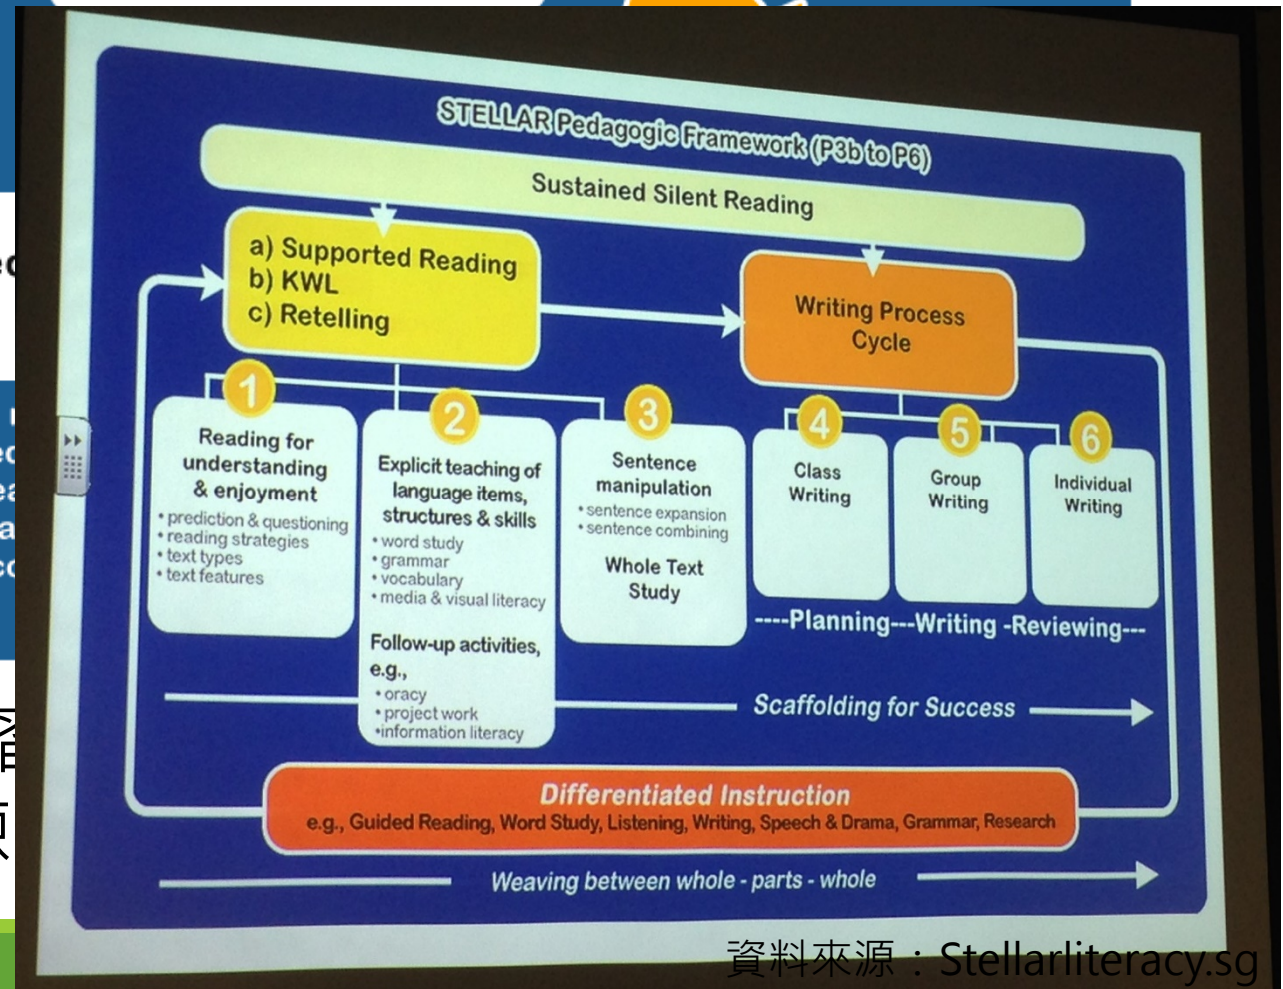 STELLAR Pedagogic Framework (P3b to P6)
Sustained Silent Reading
a) Supported Reading
b) KWL
c) Retelling
Writing Process
Cycle
1
Reading for
understanding
& enjoyment
• prediction & questioning
• reading strategies
• text types
• text features
2
Explicit teaching of
language items,
structures & skills
• word study
• grammar
• vocabulary
• media & visual literacy
Follow-up activities,
e.g.,
• oracy
• project work
•information literacy
3
Sentence
manipulation
• sentence expansion
• sentence combining
Whole Text
Study
4
Class
Writing
5
Group
Writing
6
Individual
Writing
----Planning---Writing -Reviewing---
Scaffolding for Success
Differentiated Instruction
e.g., Guided Reading, Word Study, Listening, Writing, Speech & Drama, Grammar, Research
Weaving between whole - parts - whole
資料來源：Stellarliteracy.sg